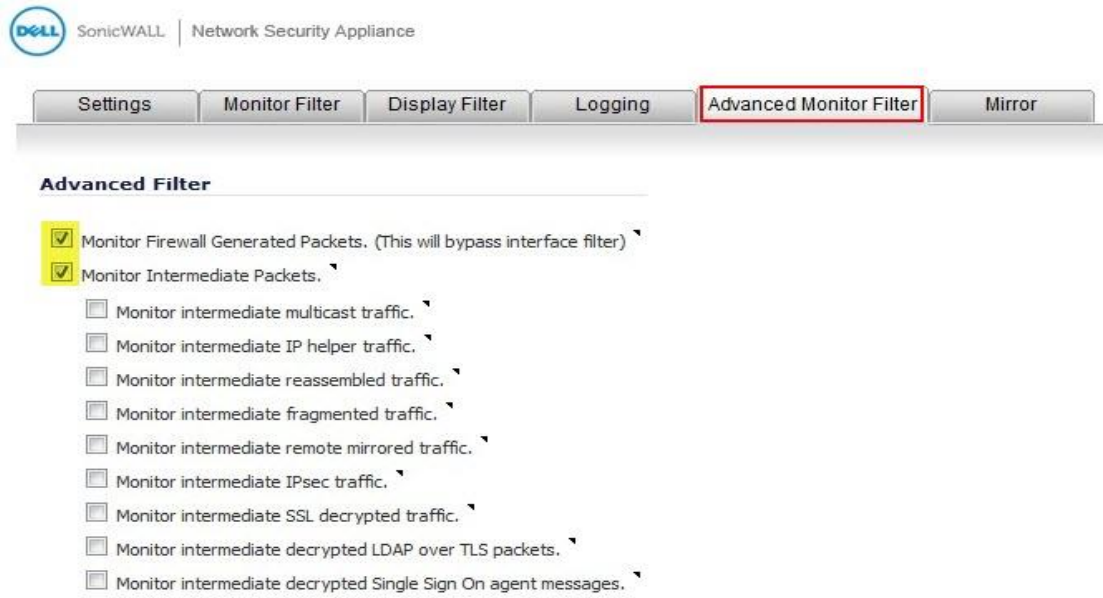 DELL SonicWALL | Network Security Appliance
Settings Monitor Filter Display Filter Logging Advanced Monitor Filter Mirror
Advanced Filter
Monitor Firewall Generated Packets. (This will bypass interface filter)
Monitor Intermediate Packets.
Monitor intermediate multicast traffic.
Monitor intermediate IP helper traffic.
Monitor intermediate reassembled traffic.
Monitor intermediate fragmented traffic.
Monitor intermediate remote mirrored traffic.
Monitor intermediate IPsec traffic.
Monitor intermediate SSL decrypted traffic.
Monitor intermediate decrypted LDAP over TLS packets.
Monitor intermediate decrypted Single Sign On agent messages.